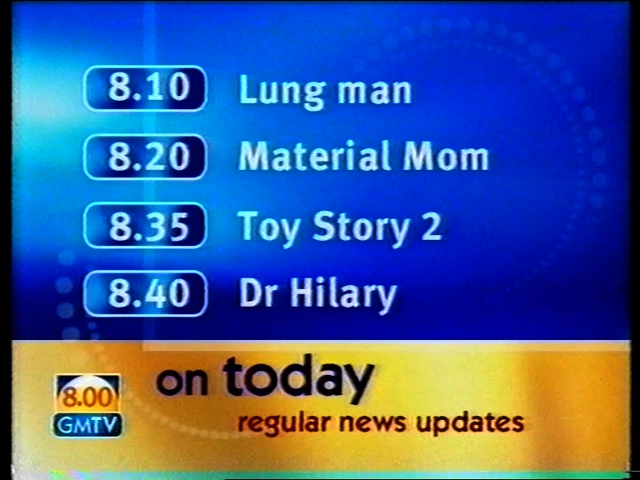 8.10 Lung man
8.20 Material Mom
8.35 Toy Story 2
8.40 Dr Hilary
on today
regular news updates
8.00
GMTV